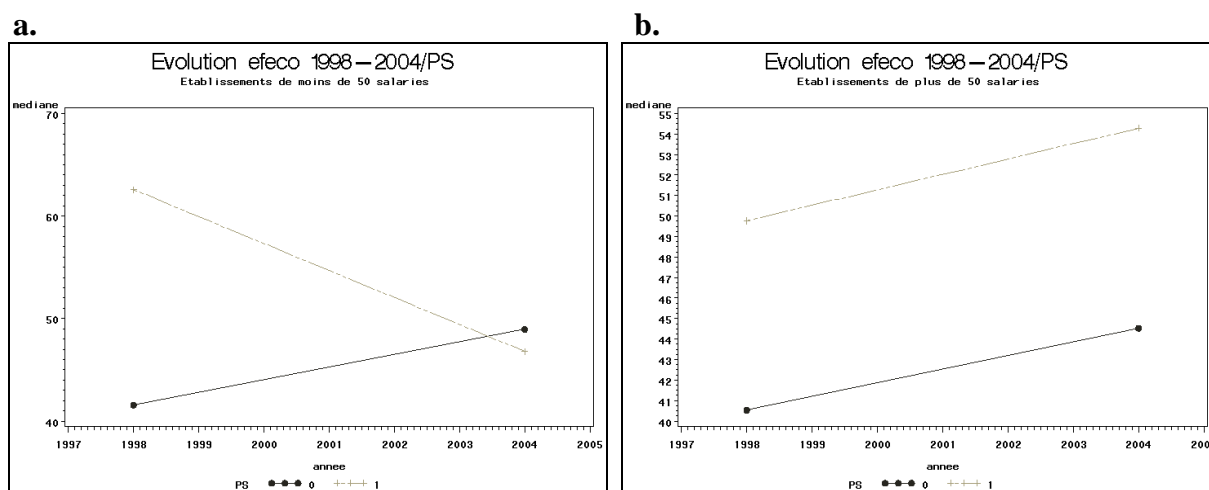 a.
Evolution efeco 1998–2004/PS
Etablissements de moins de 50 salaries
mediane
70
60
50
40
1997 1998 1999 2000 2001 2002 2003 2004 2005
annee
PS 0 1
b.
Evolution efeco 1998–2004/PS
Etablissements de plus de 50 salaries
mediane
55
54
53
52
51
50
49
48
47
46
45
44
43
42
41
40
1997 1998 1999 2000 2001 2002 2003 2004 200
annee
PS 0 1